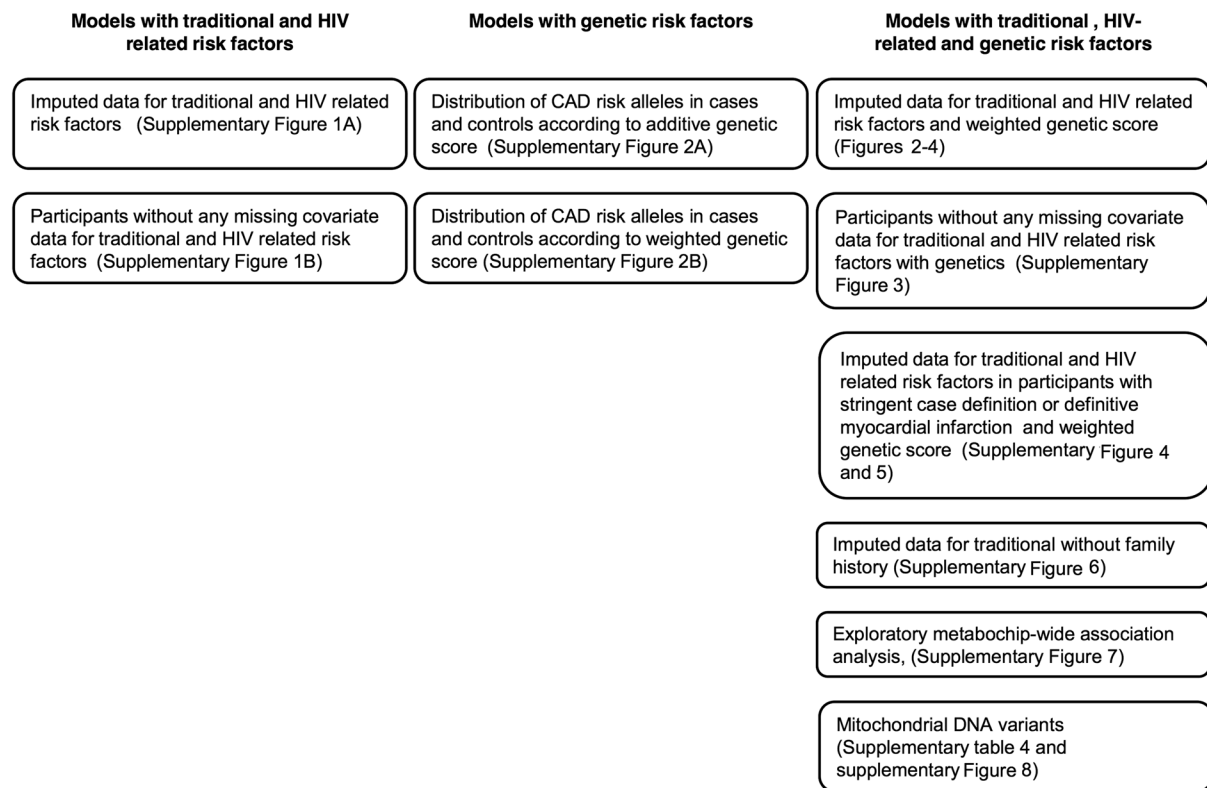 Models with traditional and HIV
related risk factors
Imputed data for traditional and HIV related
risk factors (Supplementary Figure 1A)
Participants without any missing covariate
data for traditional and HIV related risk
factors (Supplementary Figure 1B)
Models with genetic risk factors
Distribution of CAD risk alleles in cases
and controls according to additive genetic
score (Supplementary Figure 2A)
Distribution of CAD risk alleles in cases
and controls according to weighted genetic
score (Supplementary Figure 2B)
Models with traditional , HIV-
related and genetic risk factors
Imputed data for traditional and HIV related
risk factors and weighted genetic score
(Figures 2-4)
Participants without any missing covariate
data for traditional and HIV related risk
factors with genetics (Supplementary
Figure 3)
Imputed data for traditional and HIV
related risk factors in participants with
stringent case definition or definitive
myocardial infarction and weighted
genetic score (Supplementary Figure 4
and 5)
Imputed data for traditional without family
history (Supplementary Figure 6)
Exploratory metabochip-wide association
analysis, (Supplementary Figure 7)
Mitochondrial DNA variants
(Supplementary table 4 and
supplementary Figure 8)